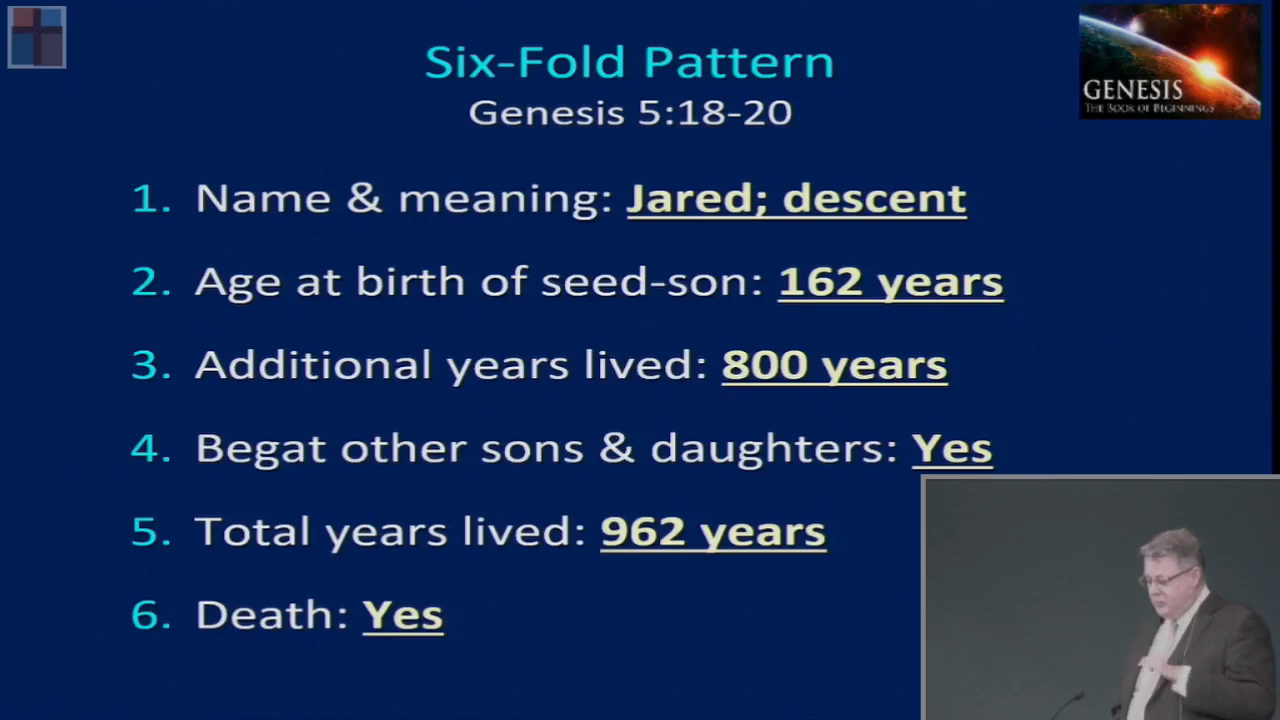 Six-Fold Pattern
Genesis 5:18-20
GENESIS
THE BOOK OF BEGINNINGS
1. Name & meaning: Jared; descent
2. Age at birth of seed-son: 162 years
3. Additional years lived: 800 years
4. Begat other sons & daughters: Yes
5. Total years lived: 962 years
6. Death: Yes